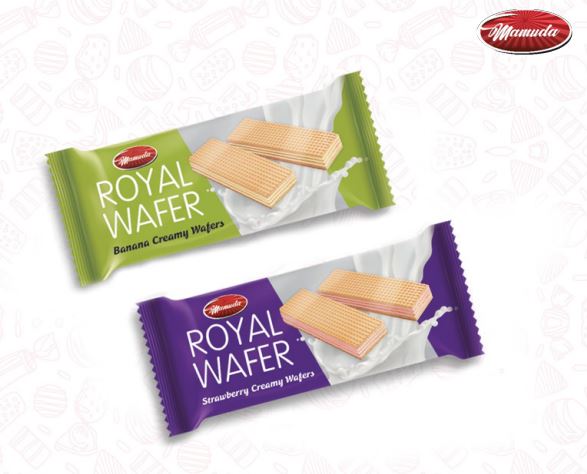 Mamuda
Mamuda
ROYAL
WAFER
Banana Creamy Wafers
Mamuda
ROYAL
WAFER
Strawberry Creamy Wafers